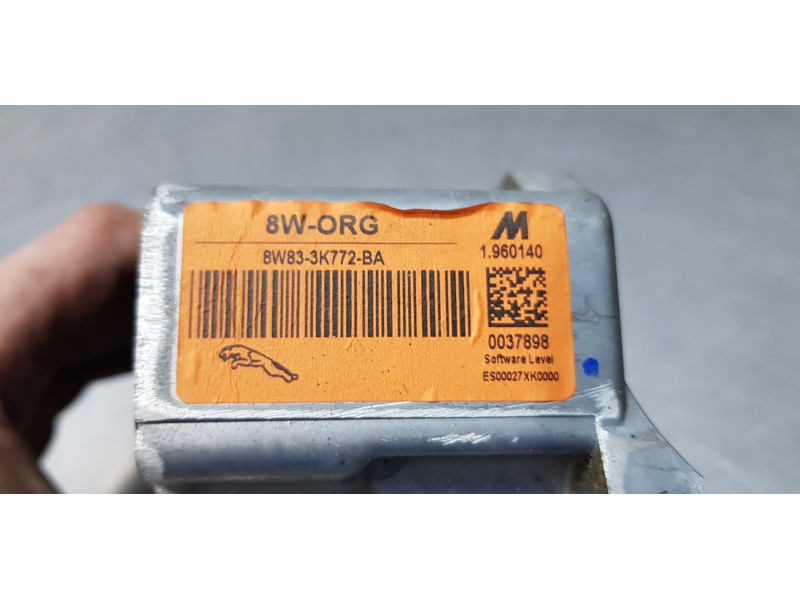 8W-ORG
8W83-3K772-BA
M
1.960140
0037898
Software Level
ES00027XK0000